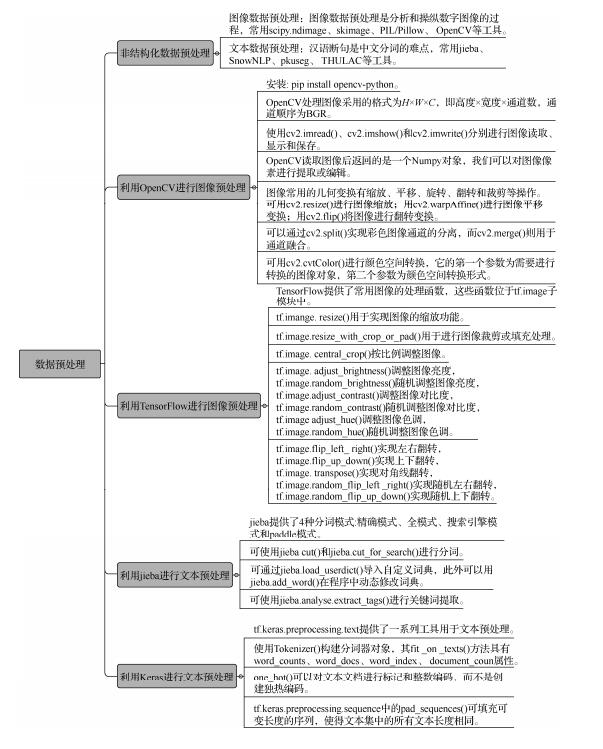 图像数据预处理：图像数据预处理是分析和操纵数字图像的过
程，常用scipy.ndimage、skimage、PIL/Pillow、OpenCV等工具。
非结构化数据预处理
文本数据预处理：汉语断句是中文分词的难点，常用jieba、
SnowNLP、pkuseg、THULAC等工具。
安装: pip install opencv-python。
OpenCV处理图像采用的格式为H×W×C，即高度×宽度×通道数，通
道顺序为BGR。
使用cv2.imread()、cv2.imshow()和cv2.imwrite()分别进行图像读取、
显示和保存。
OpenCV读取图像后返回的是一个Numpy对象，我们可以对图像像
素进行提取或编辑。
利用OpenCV进行图像预处理
图像常用的几何变换有缩放、平移、旋转、翻转和裁剪等操作。
可用cv2.resize()进行图像缩放；用cv2.warpAffine()进行图像平移
变换；用cv2.flip()将图像进行翻转变换。
可以通过cv2.split()实现彩色图像通道的分离，而cv2.merge()则用于
通道融合。
可用cv2.cvtColor()进行颜色空间转换，它的第一个参数为需要进行
转换的图像对象，第二个参数为颜色空间转换形式。
TensorFlow提供了常用图像的处理函数，这些函数位于tf.image子
模块中。
tf.imange. resize()用于实现图像的缩放功能。
tf.image.resize_with_crop_or_pad()用于进行图像裁剪或填充处理。
tf.image. central_crop()按比例调整图像。
数据预处理
利用TensorFlow进行图像预处理
tf.image. adjust_brightness()调整图像亮度，
tf.image.random_brightness()随机调整图像亮度，
tf.image.adjust_contrast()调整图像对比度，
tf.image.random_contrast()随机调整图像对比度，
tf.image adjust_hue()调整图像色调，
tf.image.random_hue()随机调整图像色调。
tf.image.flip_left_ right()实现左右翻转，
tf.image.flip_up_down()实现上下翻转，
tf.image. transpose()实现对角线翻转，
tf.image.random_flip_left _right()实现随机左右翻转，
tf.image.random_flip_up_down()实现随机上下翻转。
jieba提供了4种分词模式:精确模式、全模式、搜索引擎模
式和paddle模式。
可使用jieba cut()和jieba.cut_for_search()进行分词。
利用jieba进行文本预处理
可通过jieba.load_userdict()导入自定义词典，此外可以用
jieba.add_word()在程序中动态修改词典。
可使用jieba.analyse.extract_tags()进行关键词提取。
tf.keras.preprocessing.text提供了一系列工具用于文本预处理。
使用Tokenizer()构建分词器对象，其fit _on _texts()方法具有
word_counts、word_docs、word_index、document_coun属性。
利用Keras进行文本预处理
one_hot()可以对文本文档进行标记和整数编码，而不是创
建独热编码。
tf.keras.preprocessing.sequence中的pad_sequences()可填充可
变长度的序列，使得文本集中的所有文本长度相同。